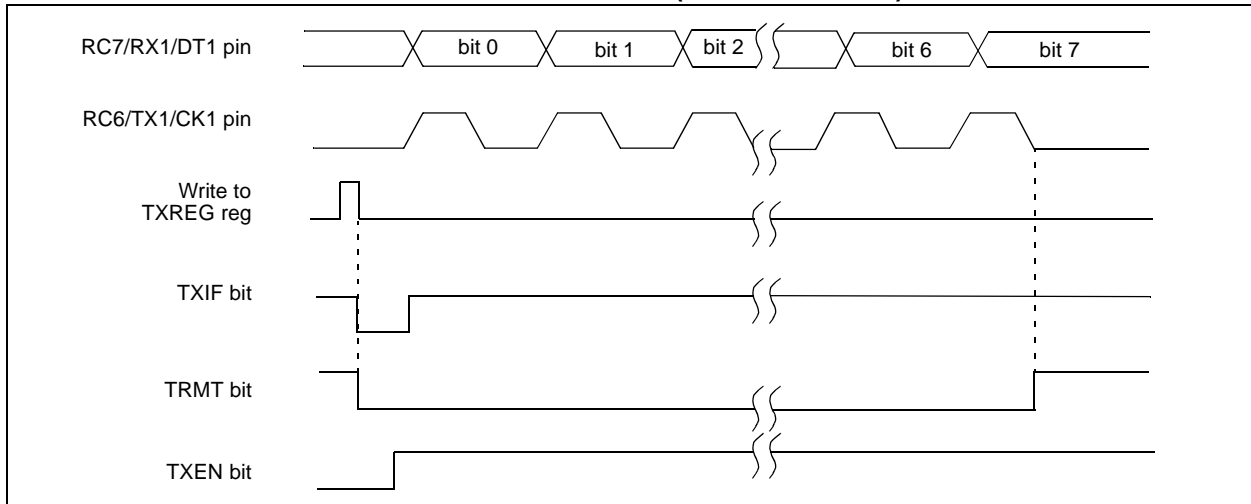 RC7/RX1/DT1 pin
bit 0
bit 1
bit 2
bit 6
bit 7
RC6/TX1/CK1 pin
Write to
TXREG reg
TXIF bit
TRMT bit
TXEN bit